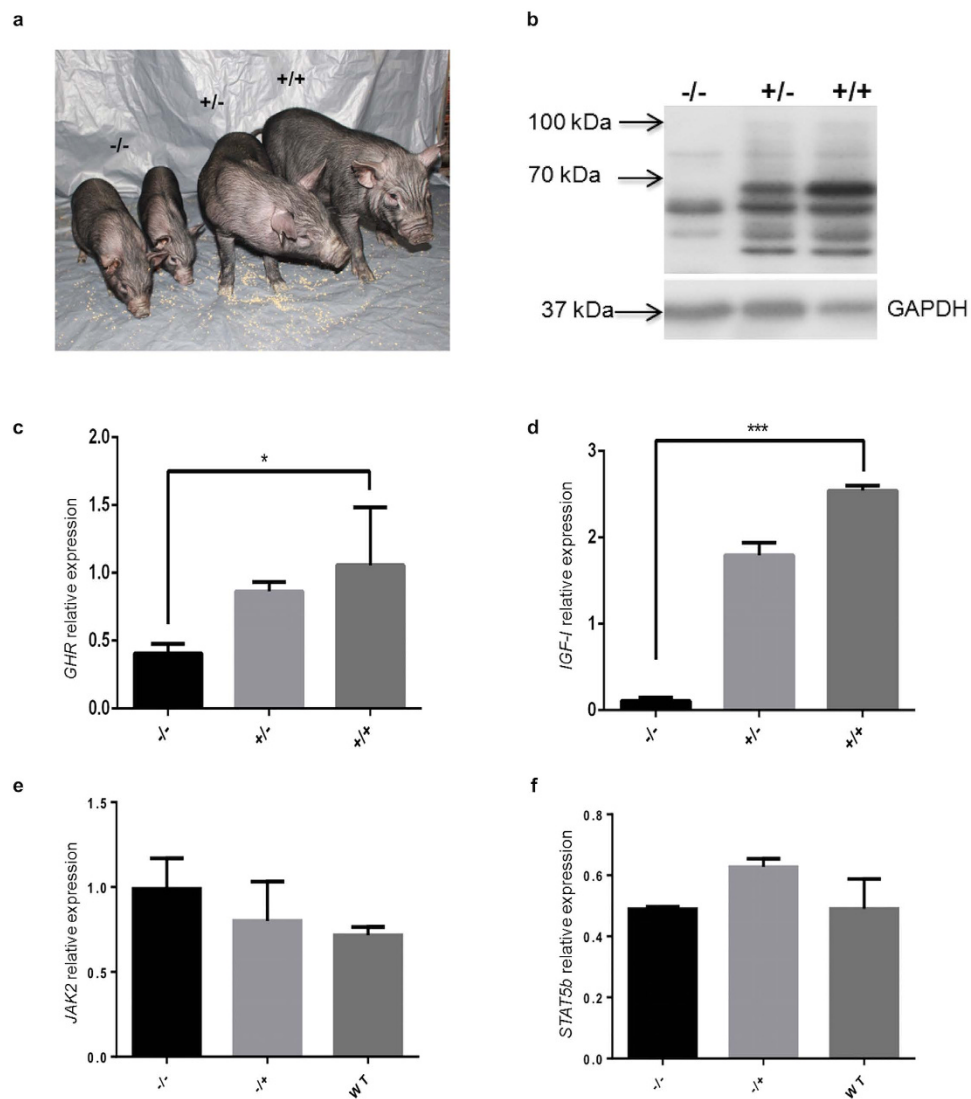 a
+/+
+/-
-/-
b
-/- +/- +/+
100 kDa
70 kDa
37 kDa
GAPDH
c
2.0
1.5
1.0
0.5
0.0
GHR relative expression
*
-/- +/- +/+
d
3
2
1
0
IGF-I relative expression
***
-/- +/- +/+
e
1.5
1.0
0.5
0.0
JAK2 relative expression
-/- -/+ WT
f
0.8
0.6
0.4
0.2
0.0
STAT5b relative expression
-/- -/+ WT